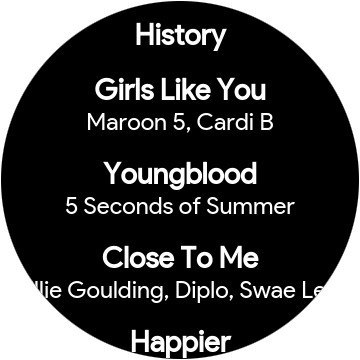 History
Girls Like You
Maroon 5, Cardi B
Youngblood
5 Seconds of Summer
Close To Me
Goulding, Diplo, Swae
Happier